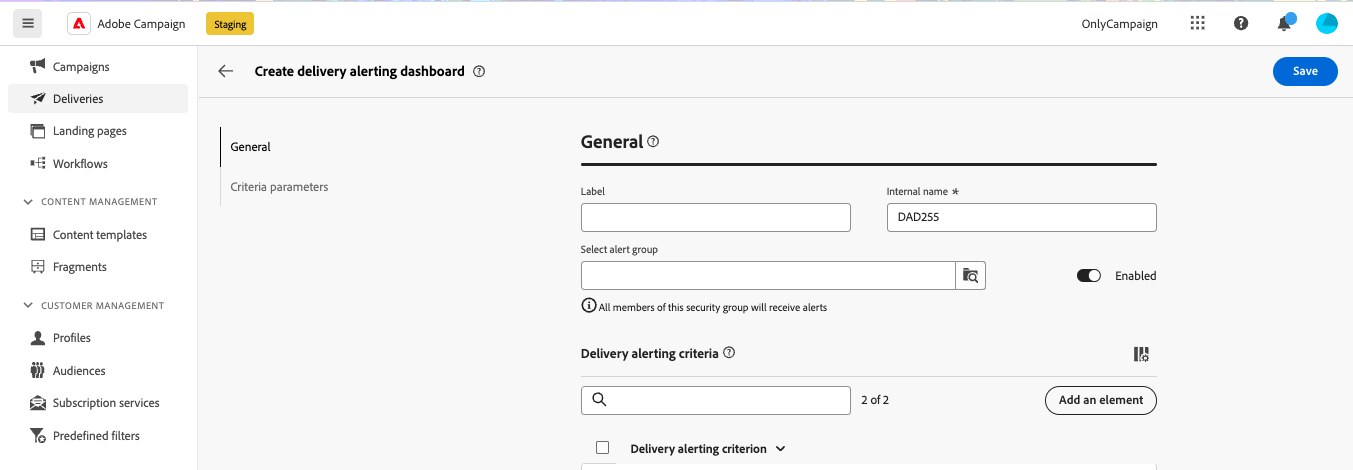 Adobe Campaign
Staging
OnlyCampaign
Campaigns
Deliveries
Landing pages
Workflows
CONTENT MANAGEMENT
Content templates
Fragments
CUSTOMER MANAGEMENT
Profiles
Audiences
Subscription services
Predefined filters
Create delivery alerting dashboard
Save
General
Criteria parameters
General
Label
Internal name *
DAD255
Select alert group
Enabled
All members of this security group will receive alerts
Delivery alerting criteria
2 of 2
Add an element
Delivery alerting criterion